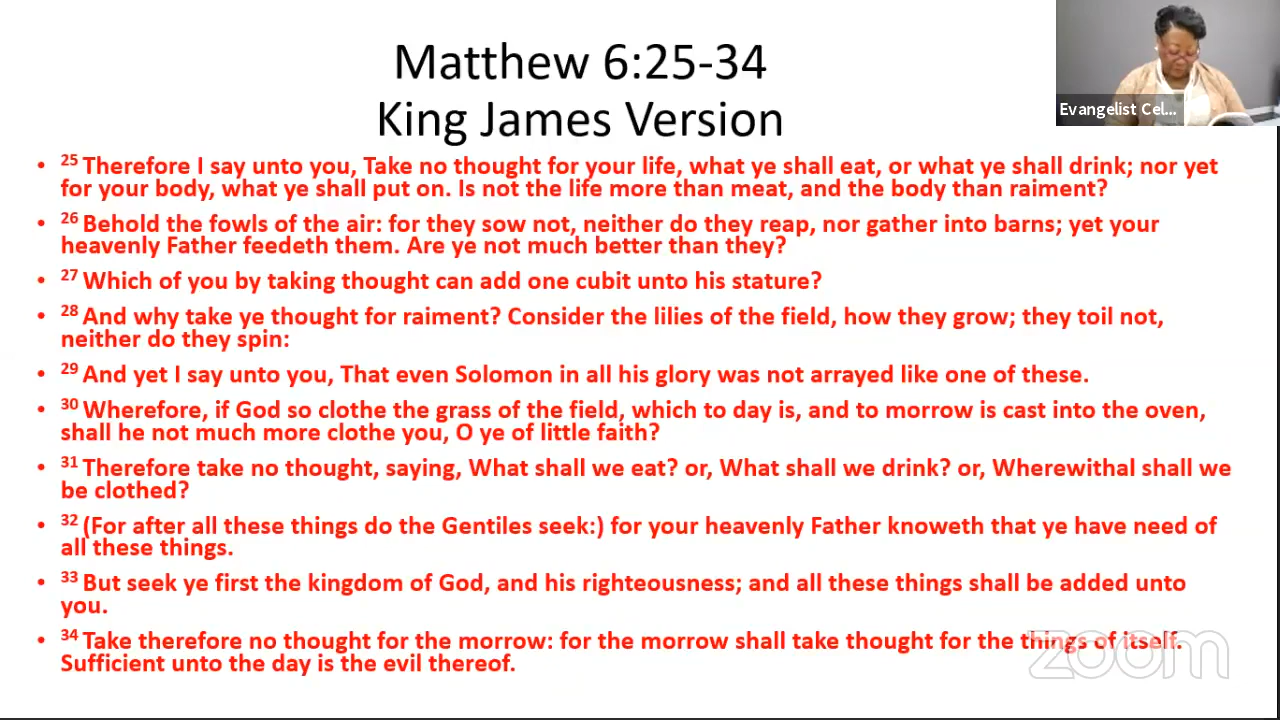 Matthew 6:25-34
King James Version
Evangelist Cel...
• 25 Therefore I say unto you, Take no thought for your life, what ye shall eat, or what ye shall drink; nor yet
for your body, what ye shall put on. Is not the life more than meat, and the body than raiment?
• 26 Behold the fowls of the air: for they sow not, neither do they reap, nor gather into barns; yet your
heavenly Father feedeth them. Are ye not much better than they?
• 27 Which of you by taking thought can add one cubit unto his stature?
• 28 And why take ye thought for raiment? Consider the lilies of the field, how they grow; they toil not,
neither do they spin:
• 29 And yet I say unto you, That even Solomon in all his glory was not arrayed like one of these.
• 30 Wherefore, if God so clothe the grass of the field, which to day is, and to morrow is cast into the oven,
shall he not much more clothe you, O ye of little faith?
• 31 Therefore take no thought, saying, What shall we eat? or, What shall we drink? or, Wherewithal shall we
be clothed?
• 32 (For after all these things do the Gentiles seek:) for your heavenly Father knoweth that ye have need of
all these things.
• 33 But seek ye first the kingdom of God, and his righteousness; and all these things shall be added unto
you.
• 34 Take therefore no thought for the morrow: for the morrow shall take thought for the things of itself.
Sufficient unto the day is the evil thereof.
zoom